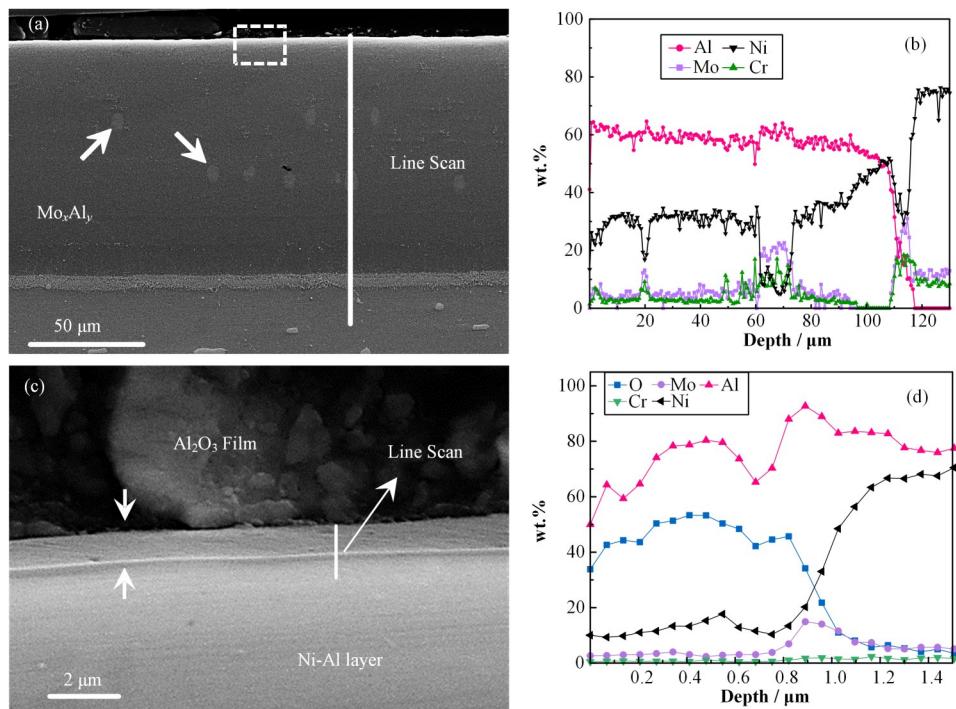 (a)
Line Scan
MoₓAlᵧ
50 μm
(b)
Al
Ni
Mo
Cr
wt.%
100
80
60
40
20
0
20
40
60
80
100
120
Depth / μm
(c)
Al₂O₃ Film
Line Scan
Ni-Al layer
2 μm
(d)
O
Mo
Al
Cr
Ni
wt.%
100
80
60
40
20
0
0.2
0.4
0.6
0.8
1.0
1.2
1.4
Depth / μm